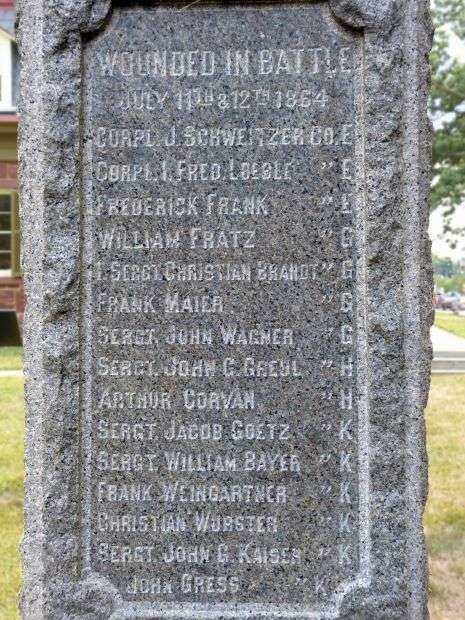 WOUNDED IN BATTLE
JULY 11TH & 12TH 1864
CORPL. J. SCHWEITZER CO. E
CORPL. I. FRED. LOEBLE " E
FREDERICK FRANK " E
WILLIAM FRATZ " G
1. SERGT. CHRISTIAN BRANDT " G
FRANK MAIER " G
SERGT. JOHN WAGNER " G
SERGT. JOHN G. GREUL " H
ARTHUR CORVAN " H
SERGT. JACOB GOETZ " K
SERGT. WILLIAM BAYER " K
FRANK WEINGARTNER " K
CHRISTIAN WURSTER " K
SERGT. JOHN G. KAISER " K
JOHN GRESS " K